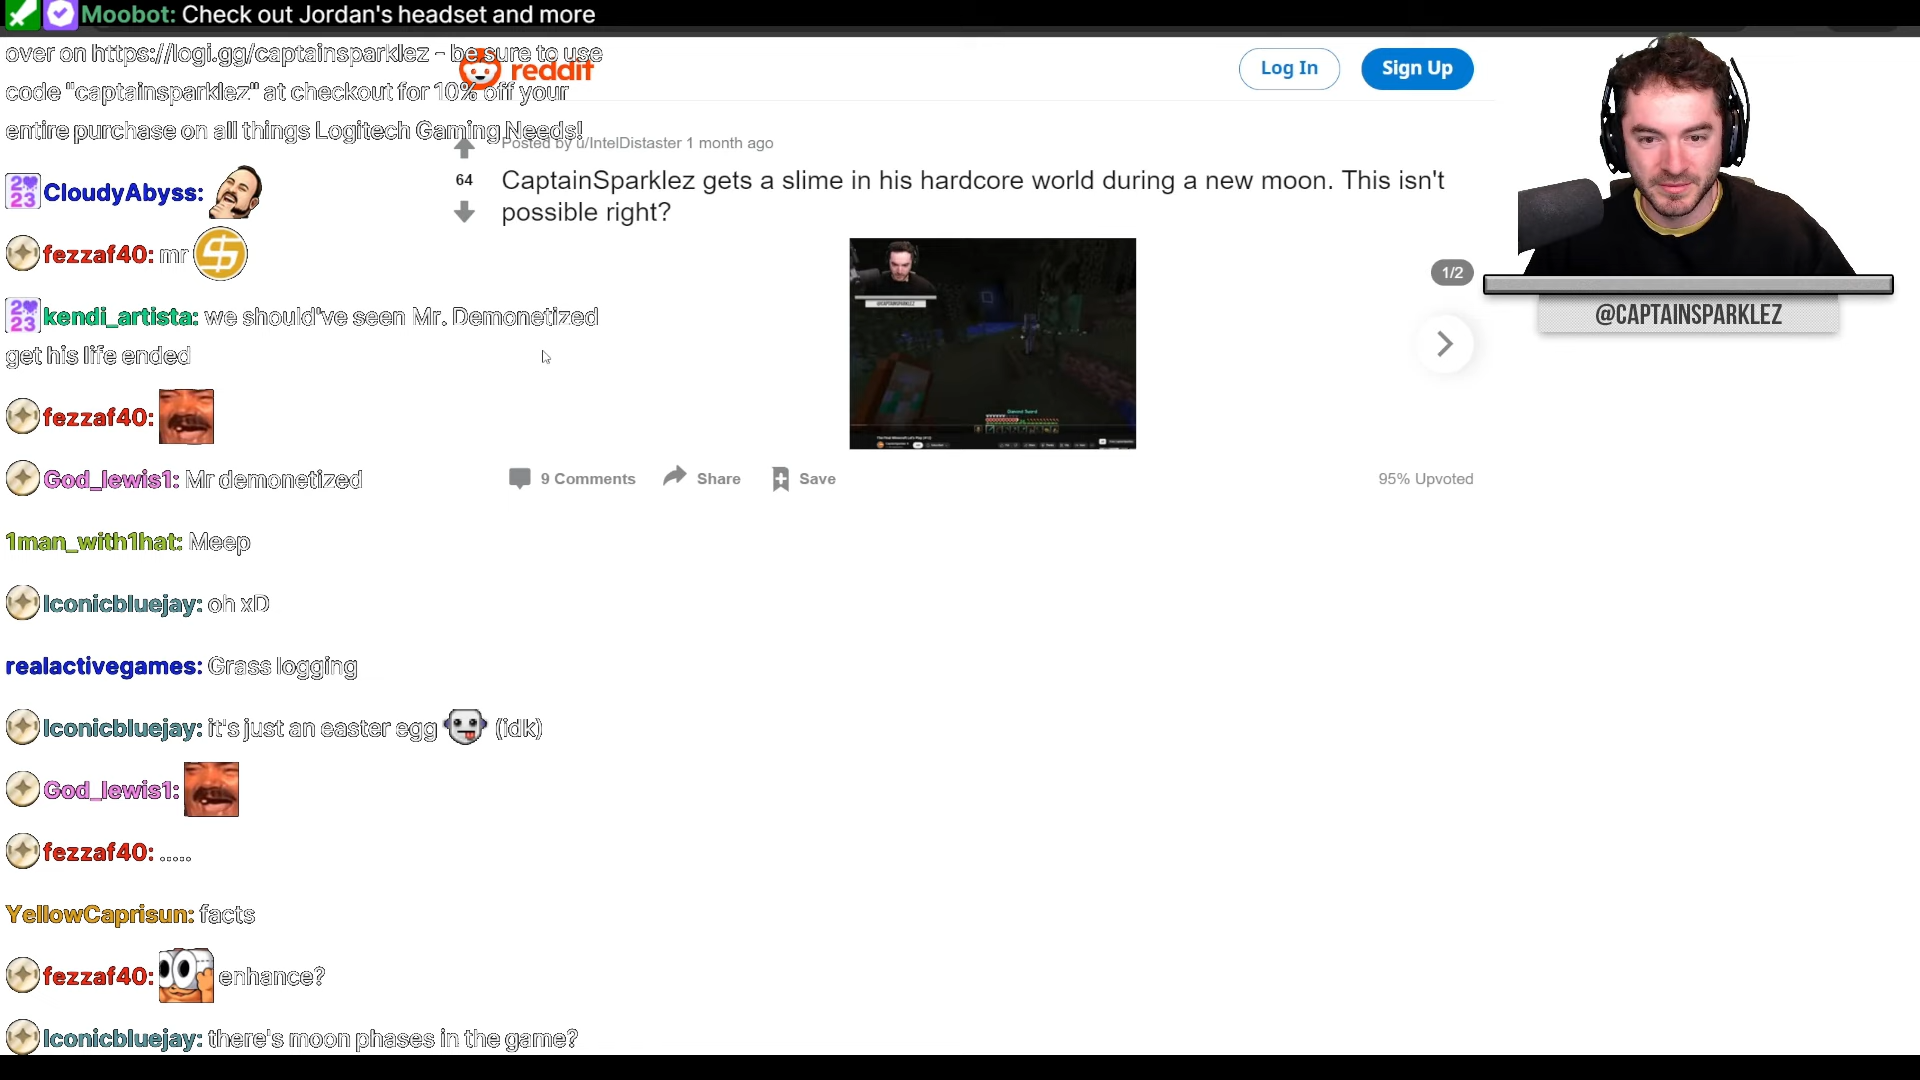 Moobot: Check out Jordan's headset and more
over on https://logi.gg/captainsparklez - be sure to use
code "captainsparklez" at checkout for 10% off your
entire purchase on all things Logitech Gaming Needs!
CloudyAbyss:
fezzaf40: mr
kendi_artista: we should've seen Mr. Demonetized
get his life ended
fezzaf40:
God_lewis1: Mr demonetized
1man_with1hat: Meep
Iconicbluejay: oh xD
realactivegames: Grass logging
Iconicbluejay: it's just an easter egg (idk)
God_lewis1:
fezzaf40: .....
YellowCaprisun: facts
fezzaf40: enhance?
Iconicbluejay: there's moon phases in the game?
reddit
Log In
Sign Up
Posted by u/IntelDistaster 1 month ago
64
CaptainSparklez gets a slime in his hardcore world during a new moon. This isn't
possible right?
1/2
9 Comments
Share
Save
95% Upvoted
@CAPTAINSPARKLEZ